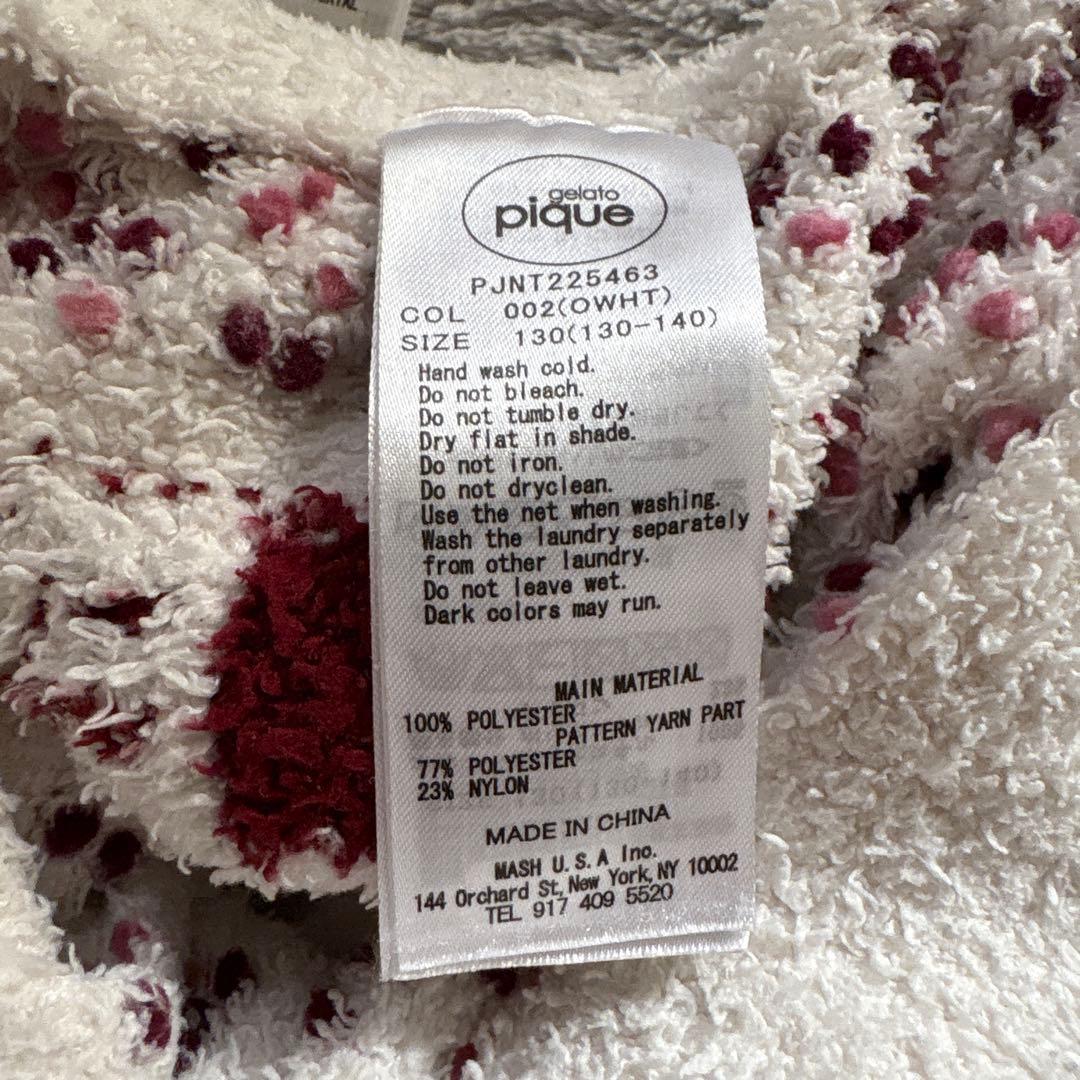 gelato
pique
PJNT225463
COL 002(OWHT)
SIZE 130(130-140)
Hand wash cold.
Do not bleach.
Do not tumble dry.
Dry flat in shade.
Do not iron.
Do not dryclean.
Use the net when washing.
Wash the laundry separately
from other laundry.
Do not leave wet.
Dark colors may run.
MAIN MATERIAL
100% POLYESTER
PATTERN YARN PART
77% POLYESTER
23% NYLON
MADE IN CHINA
MASH U.S.A Inc.
144 Orchard St, New York, NY 10002
TEL 917 409 5520